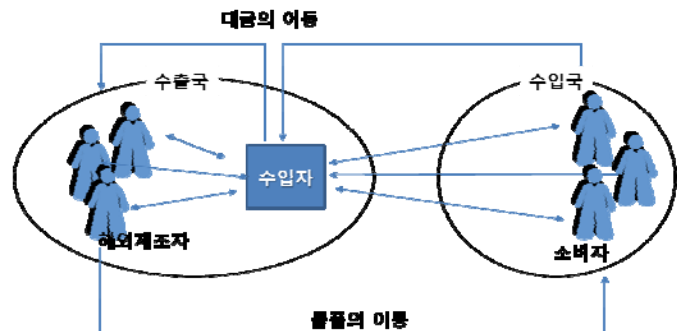 대금의 이동
수출국
수입국
수입자
해외제조자
소비자
물품의 이동